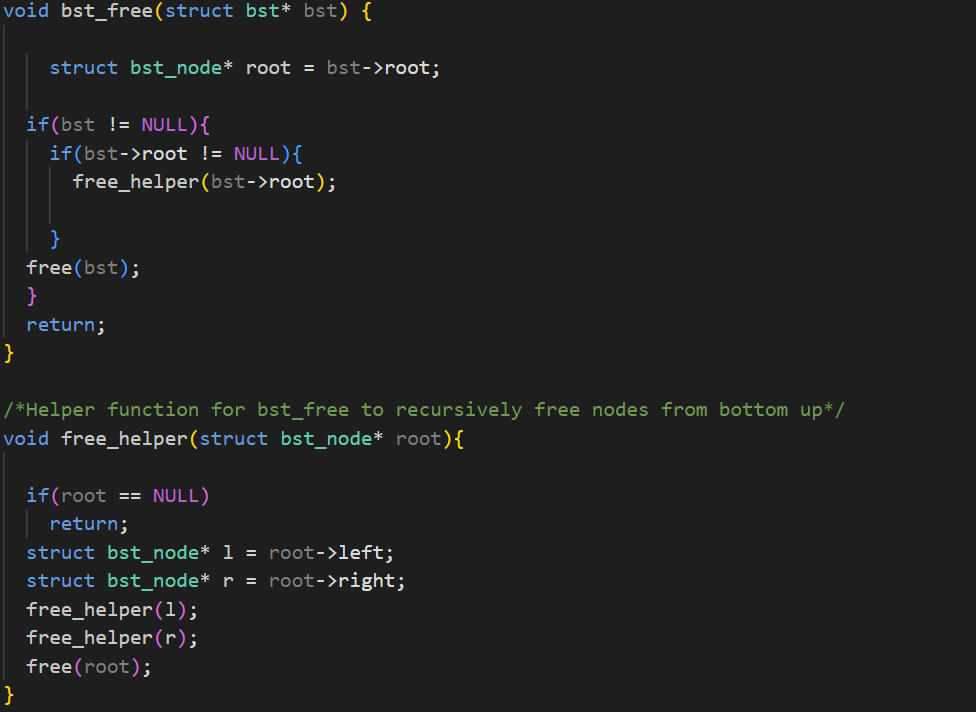 void bst_free(struct bst* bst) {
struct bst_node* root = bst->root;
if(bst != NULL){
if(bst->root != NULL){
free_helper(bst->root);
}
free(bst);
}
return;
}
/*Helper function for bst_free to recursively free nodes from bottom up*/
void free_helper(struct bst_node* root){
if(root == NULL)
return;
struct bst_node* l = root->left;
struct bst_node* r = root->right;
free_helper(l);
free_helper(r);
free(root);
}